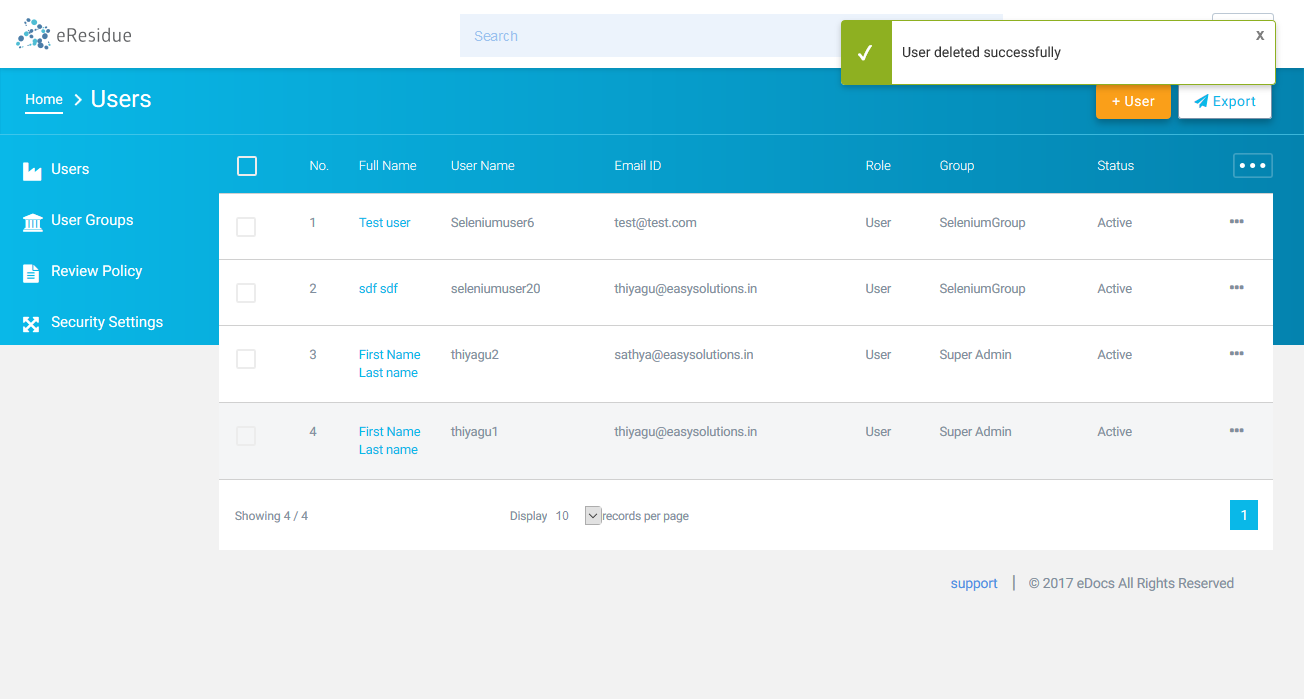 eResidue
Search
User deleted successfully
X
Home
Users
+ User
Export
Users
User Groups
Review Policy
Security Settings
No. Full Name User Name Email ID Role Group Status
1 Test user Seleniumuser6 test@test.com User SeleniumGroup Active
2 sdf sdf seleniumuser20 thiyagu@easysolutions.in User SeleniumGroup Active
3 First Name thiyagu2 sathya@easysolutions.in User Super Admin Active
Last name
4 First Name thiyagu1 thiyagu@easysolutions.in User Super Admin Active
Last name
Showing 4 / 4 Display 10 records per page 1
support | © 2017 eDocs All Rights Reserved